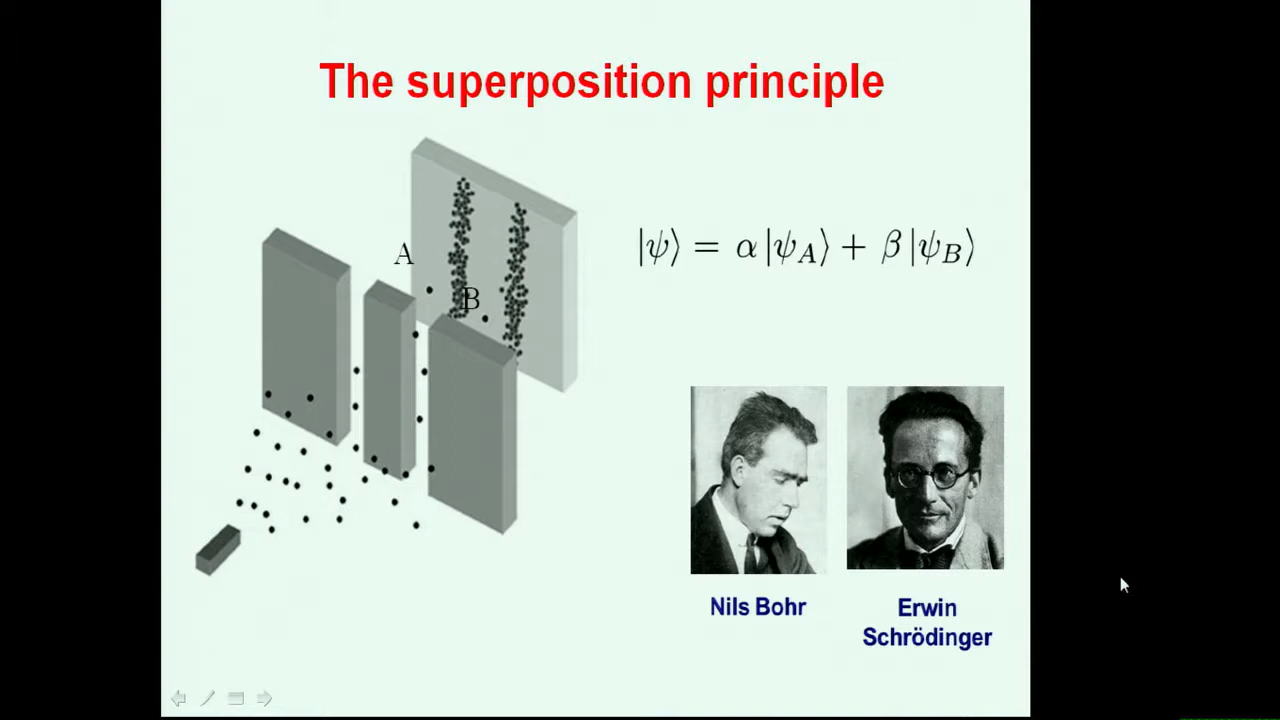 The superposition principle
A
B
|ψ⟩ = α|ψ_A⟩ + β|ψ_B⟩
Nils Bohr
Erwin
Schrödinger